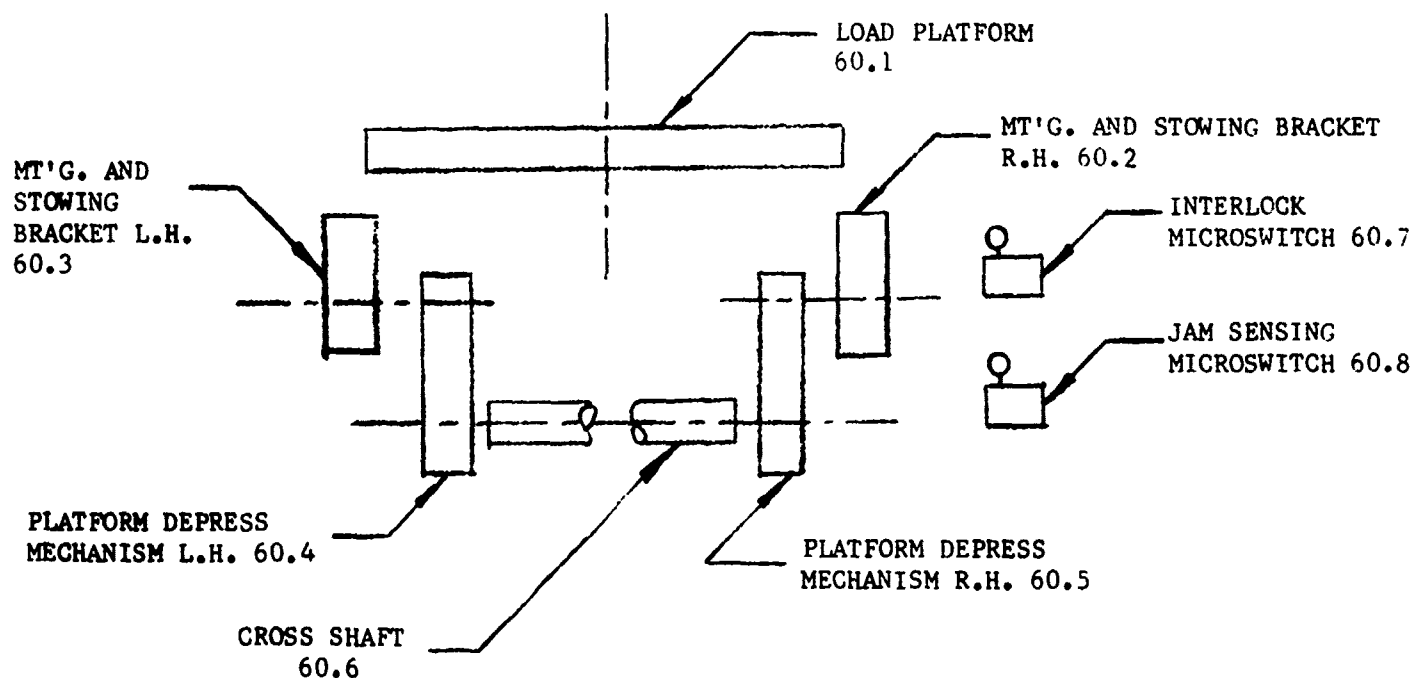 LOAD PLATFORM
60.1
MT'G. AND STOWING BRACKET
R.H. 60.2
MT'G. AND
STOWING
BRACKET L.H.
60.3
INTERLOCK
MICROSWITCH 60.7
JAM SENSING
MICROSWITCH 60.8
PLATFORM DEPRESS
MECHANISM L.H. 60.4
PLATFORM DEPRESS
MECHANISM R.H. 60.5
CROSS SHAFT
60.6